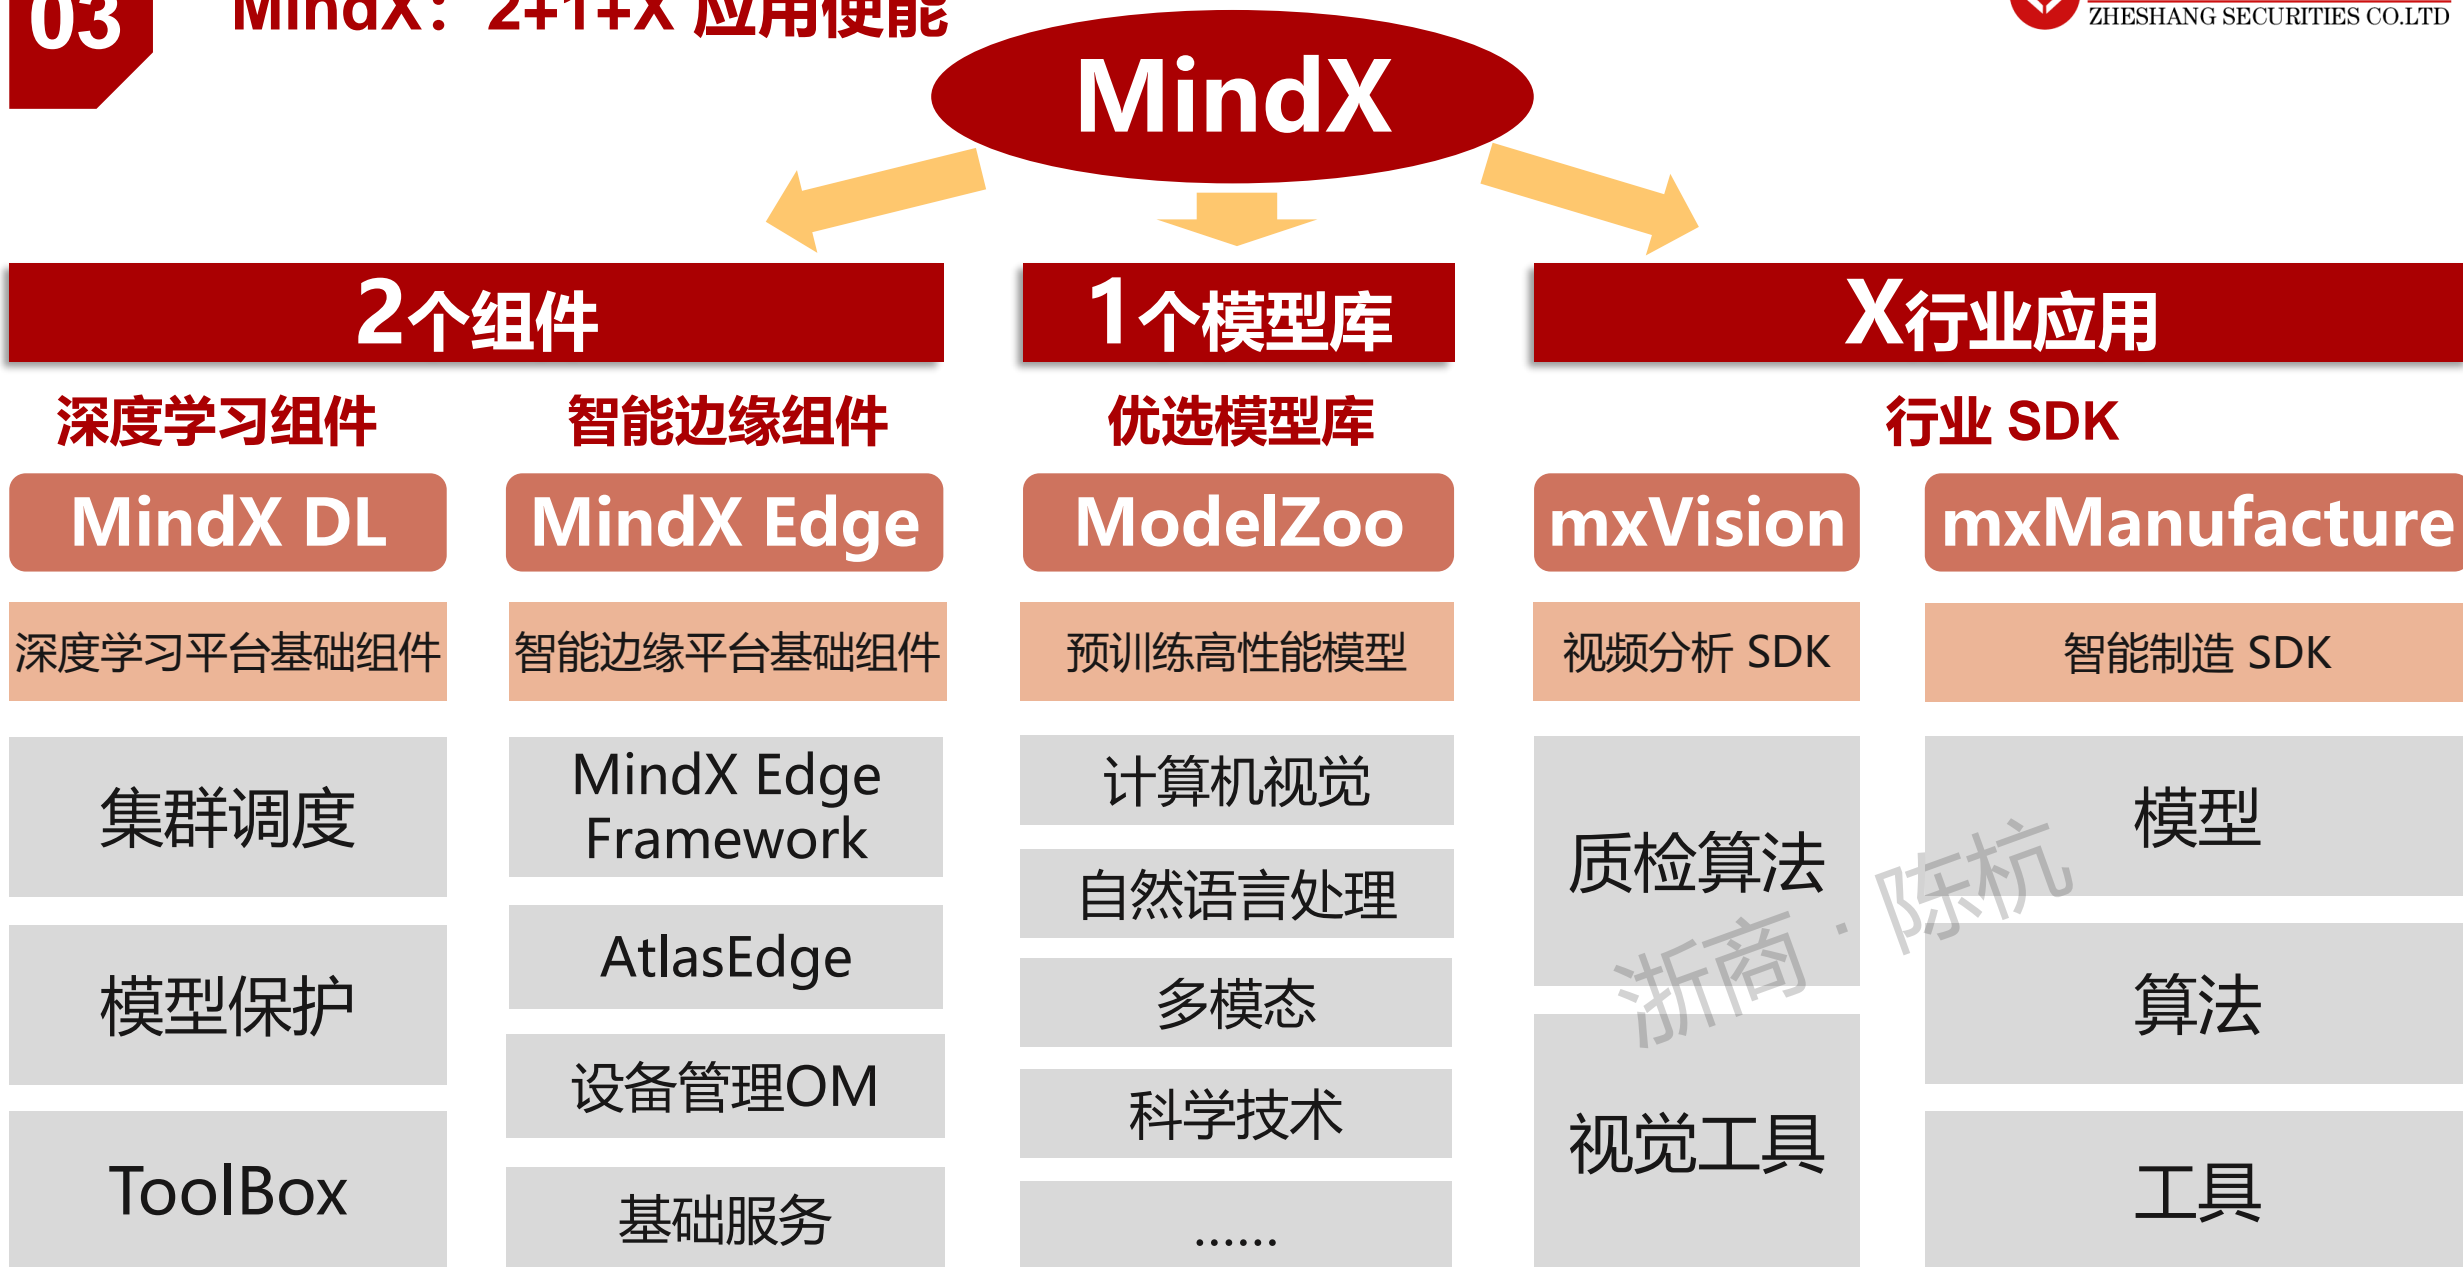 03
MindX：2+1+X 应用使能
ZHESHANG SECURITIES CO.LTD
MindX
2个组件
1个模型库
X行业应用
深度学习组件
智能边缘组件
优选模型库
行业 SDK
MindX DL
MindX Edge
ModelZoo
mxVision
mxManufacture
深度学习平台基础组件
智能边缘平台基础组件
预训练高性能模型
视频分析 SDK
智能制造 SDK
集群调度
模型保护
ToolBox
MindX Edge
Framework
AtlasEdge
设备管理OM
基础服务
计算机视觉
自然语言处理
多模态
科学技术
......
质检算法
视觉工具
模型
算法
工具
浙商 · 陈杭